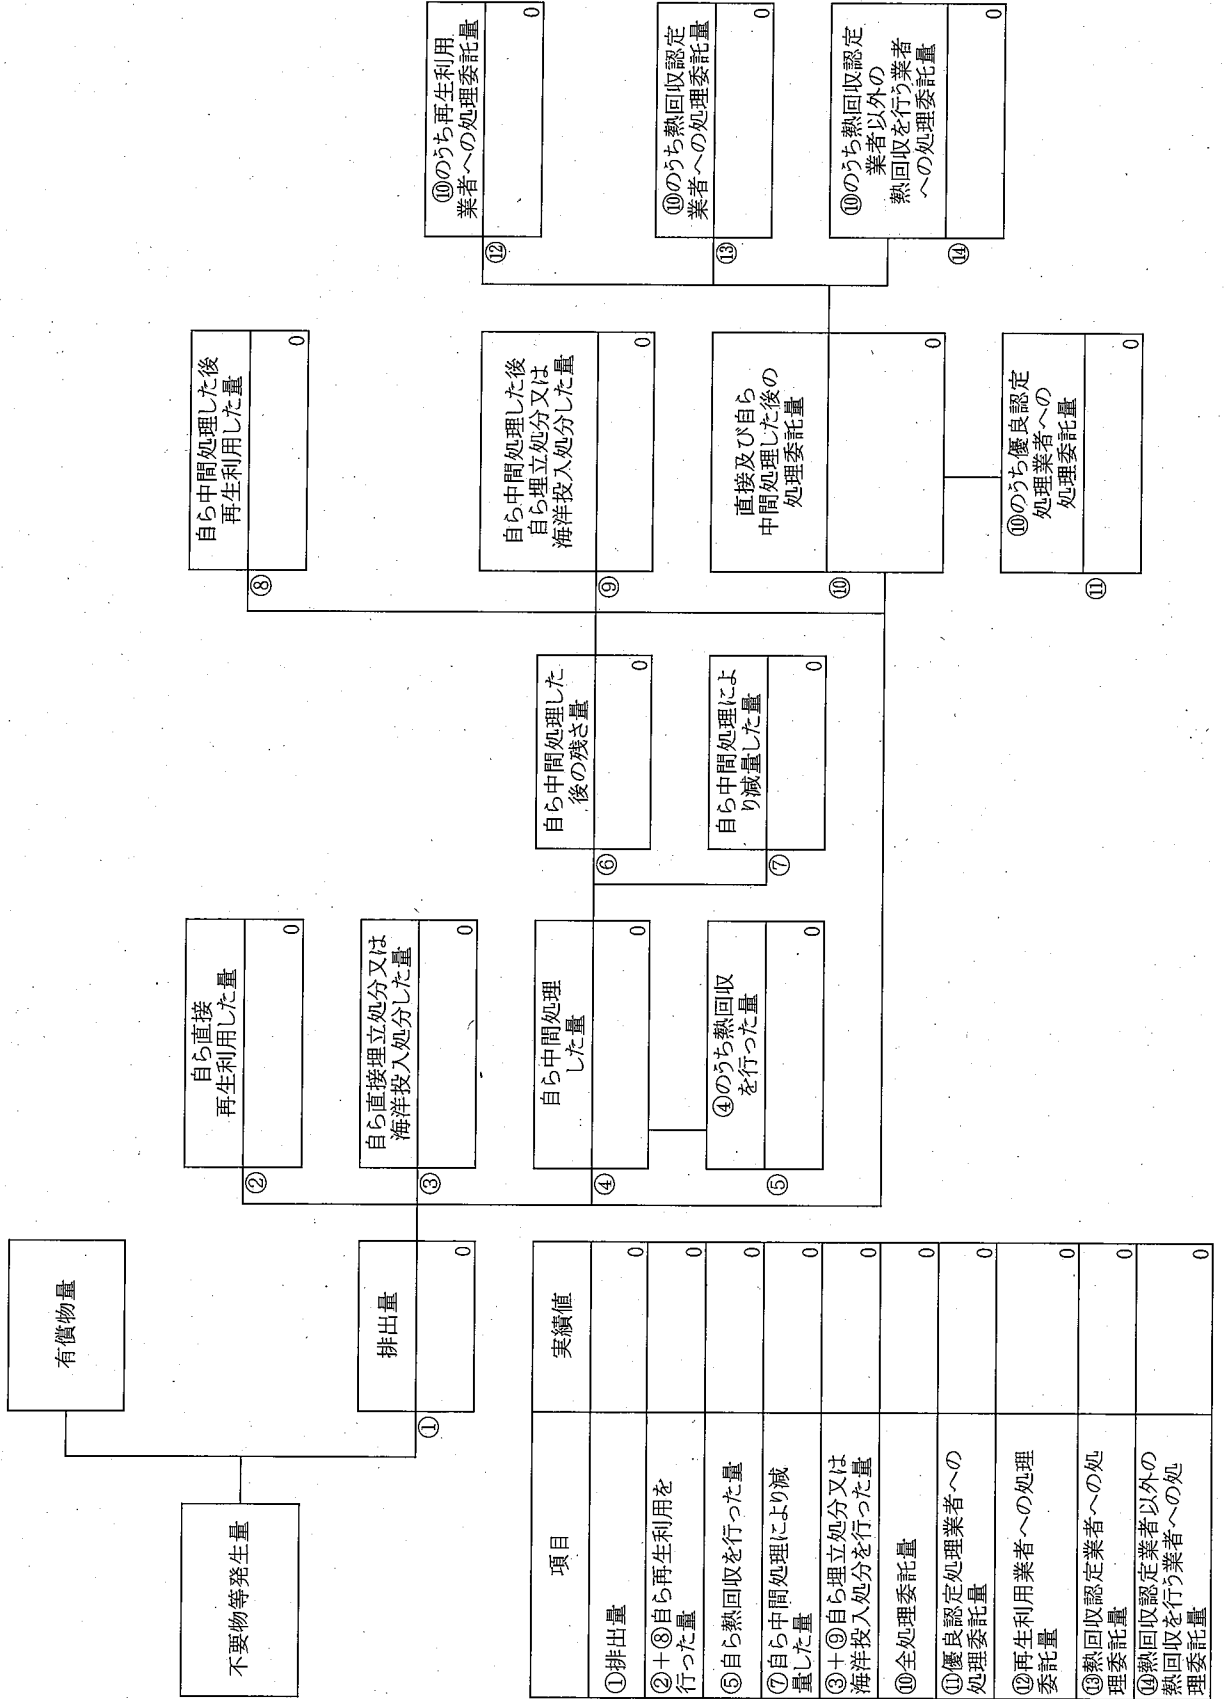 有償物量
不要物等発生量
①
排出量
0
②
自ら直接
再生利用した量
0
③
自ら直接埋立処分又は
海洋投入処分した量
0
④
自ら中間処理
した量
0
⑤
④のうち熱回収
を行った量
0
⑥
自ら中間処理した
後の残さ量
0
⑦
自ら中間処理によ
り減量した量
0
⑧
自ら中間処理した後
再生利用した量
0
⑨
自ら中間処理した後
自ら埋立処分又は
海洋投入処分した量
0
⑩
直接及び自ら
中間処理した後の
処理委託量
0
⑪
⑩のうち優良認定
処理業者への
処理委託量
0
⑫
⑩のうち再生利用
業者への処理委託量
0
⑬
⑩のうち熱回収認定
業者への処理委託量
0
⑭
⑩のうち熱回収認定
業者以外の
熱回収を行う業者
への処理委託量
0
項目
実績値
①排出量
0
②+⑧自ら再生利用を
行った量
0
⑤自ら熱回収を行った量
0
⑦自ら中間処理により減
量した量
0
③+⑨自ら埋立処分又は
海洋投入処分を行った量
0
⑩全処理委託量
0
⑪優良認定処理業者への
処理委託量
0
⑫再生利用業者への処理
委託量
0
⑬熱回収認定業者への処
理委託量
0
⑭熱回収認定業者以外の
熱回収を行う業者への処
理委託量
0